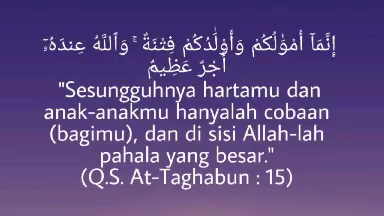 إِنَّمَآ أَمْوَٰلُكُمْ وَأَوْلَٰدُكُمْ فِتْنَةٌ ۚ وَٱللَّهُ عِندَهُۥٓ
أَجْرٌ عَظِيمٌ
"Sesungguhnya hartamu dan
anak-anakmu hanyalah cobaan
(bagimu), dan di sisi Allah-lah
pahala yang besar."
(Q.S. At-Taghabun : 15)